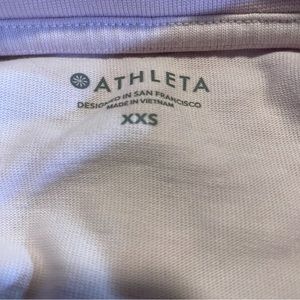 ATHLETA
DESIGNED IN SAN FRANCISCO
MADE IN VIETNAM
XXS